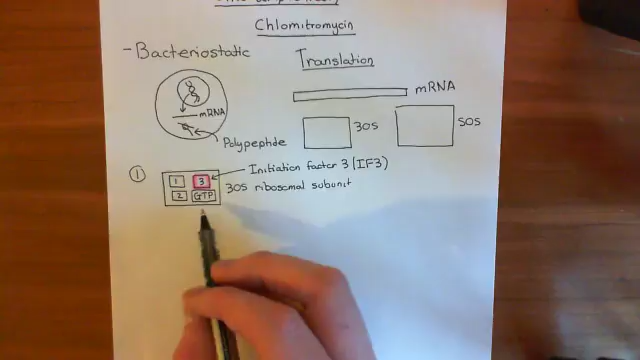 Chlomitromycin
- Bacteriostatic
Translation
mRNA
mRNA
30S
50S
Polypeptide
①
1
3
2
GTP
Initiation factor 3 (IF3)
30S ribosomal subunit